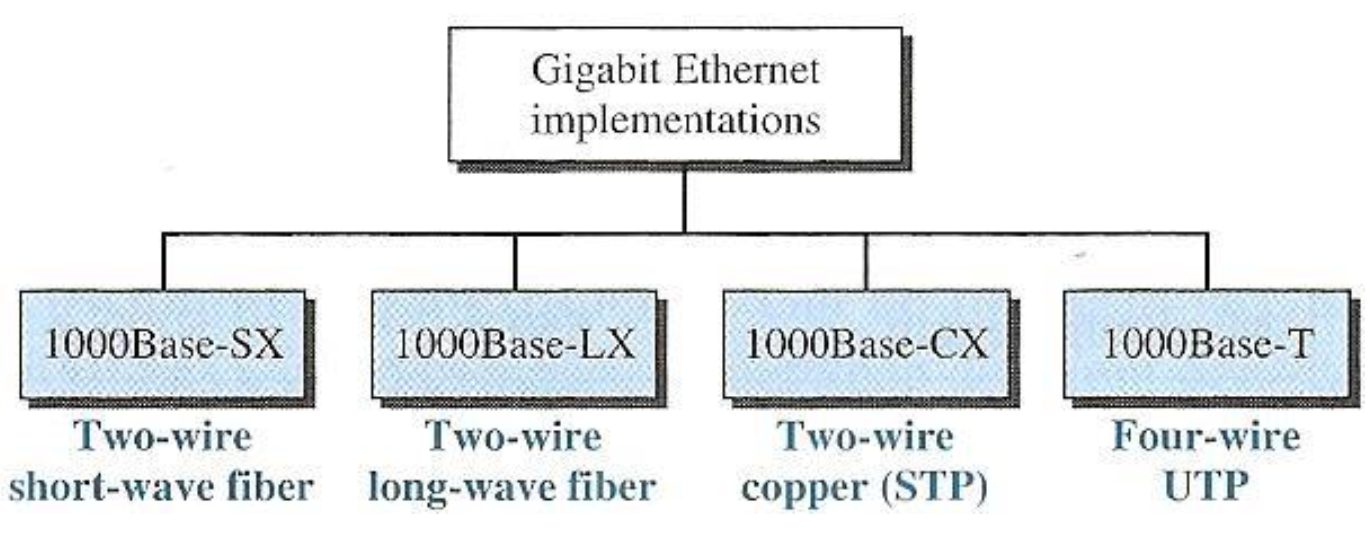 Gigabit Ethernet
implementations
1000Base-SX
1000Base-LX
1000Base-CX
1000Base-T
Two-wire
short-wave fiber
Two-wire
long-wave fiber
Two-wire
copper (STP)
Four-wire
UTP